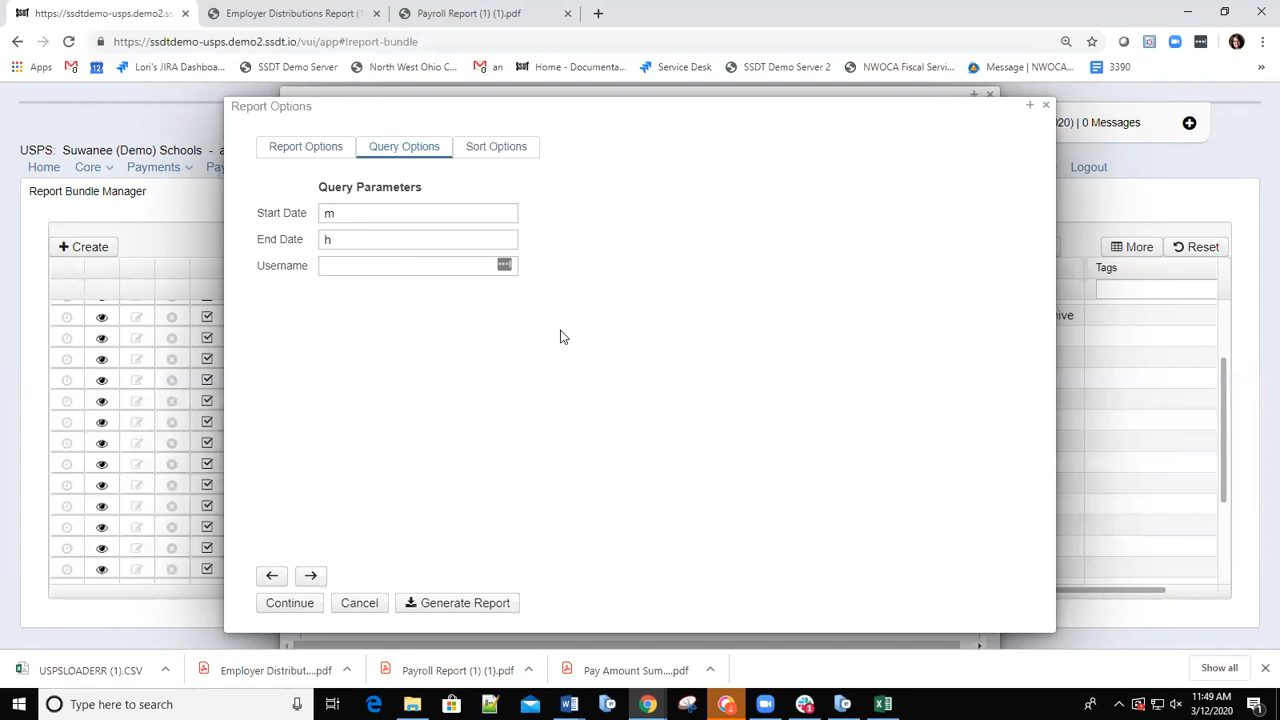 https://ssdtdemo-usps.demo2.ss
Employer Distributions Report (
Payroll Report (1) (1).pdf
https://ssdtdemo-usps.demo2.ssdt.io/vui/app#!report-bundle
Apps
Lori's JIRA Dashboa...
SSDT Demo Server
North West Ohio C...
an
Home - Documenta...
Service Desk
SSDT Demo Server 2
NWOCA Fiscal Servi...
Message | NWOCA...
3390
Report Options
020) | 0 Messages
USPS: Suwanee (Demo) Schools - a
Home Core Payments Pay
Logout
Report Bundle Manager
Report Options Query Options Sort Options
Query Parameters
Start Date m
End Date h
Username
Create
More
Reset
Tags
hive
Continue Cancel Generate Report
USPSLOADERR (1).CSV
Employer Distribut....pdf
Payroll Report (1) (1).pdf
Pay Amount Sum....pdf
Show all
Type here to search
11:49 AM
3/12/2020